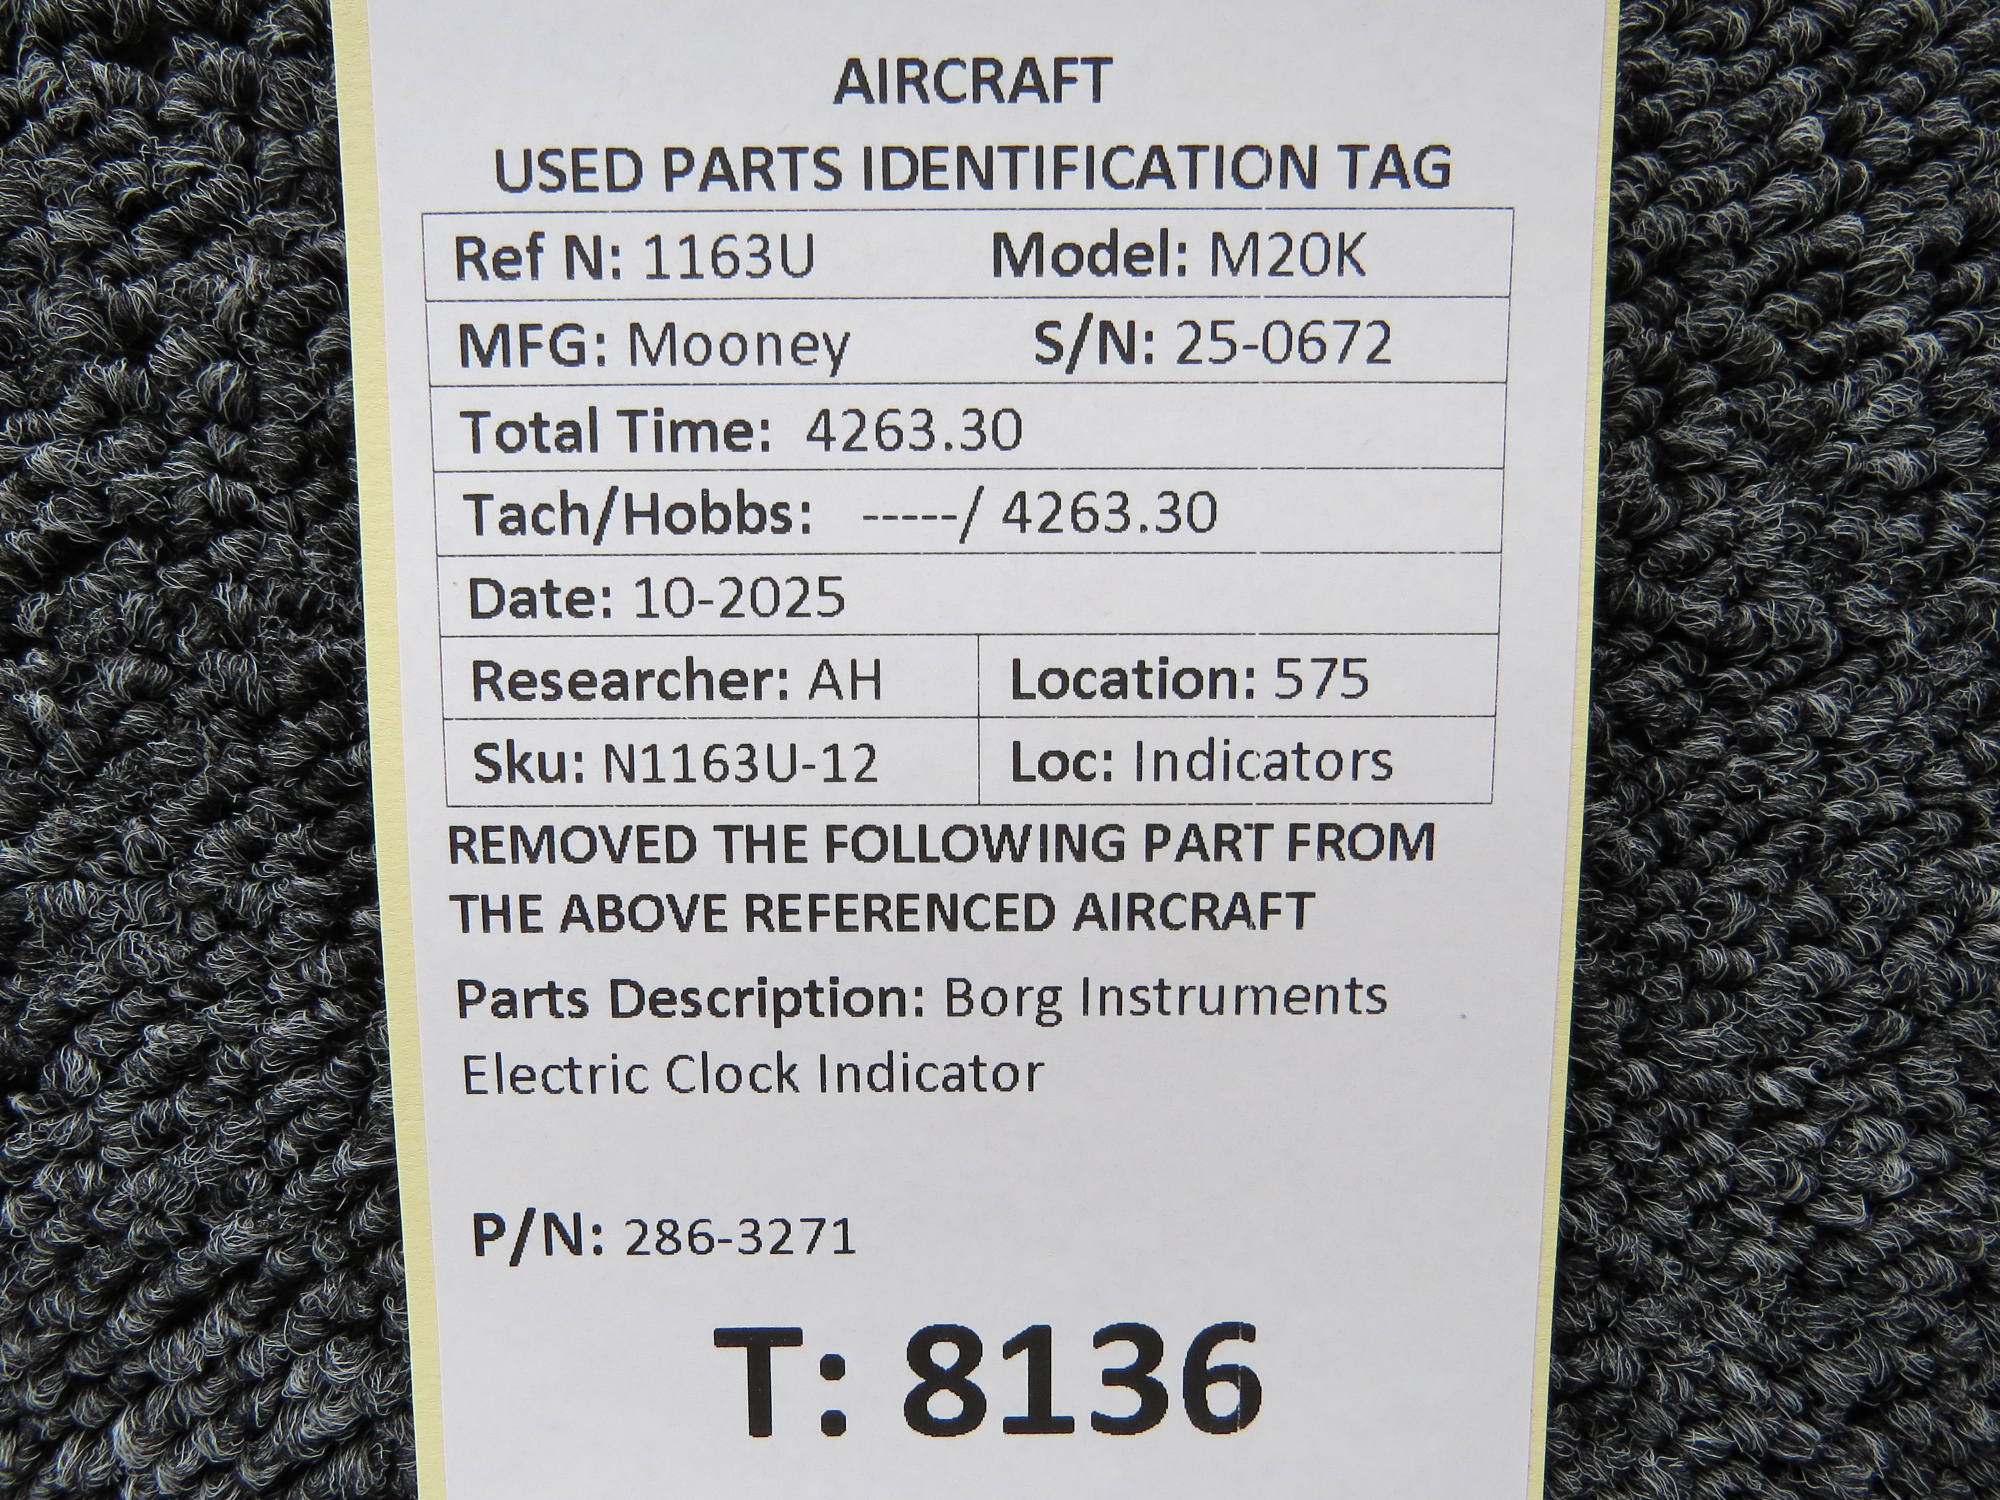 AIRCRAFT
USED PARTS IDENTIFICATION TAG
Ref N: 1163U Model: M20K
MFG: Mooney S/N: 25-0672
Total Time: 4263.30
Tach/Hobbs: -----/ 4263.30
Date: 10-2025
Researcher: AH Location: 575
Sku: N1163U-12 Loc: Indicators
REMOVED THE FOLLOWING PART FROM
THE ABOVE REFERENCED AIRCRAFT
Parts Description: Borg Instruments
Electric Clock Indicator
P/N: 286-3271
T: 8136